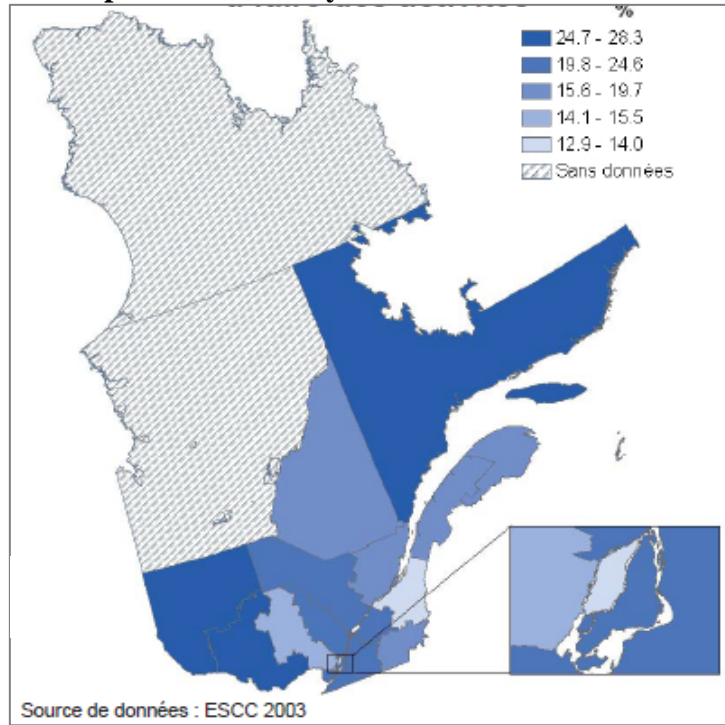 %
24.7 - 28.3
19.8 - 24.6
15.6 - 19.7
14.1 - 15.5
12.9 - 14.0
Sans données
Source de données : ESCC 2003